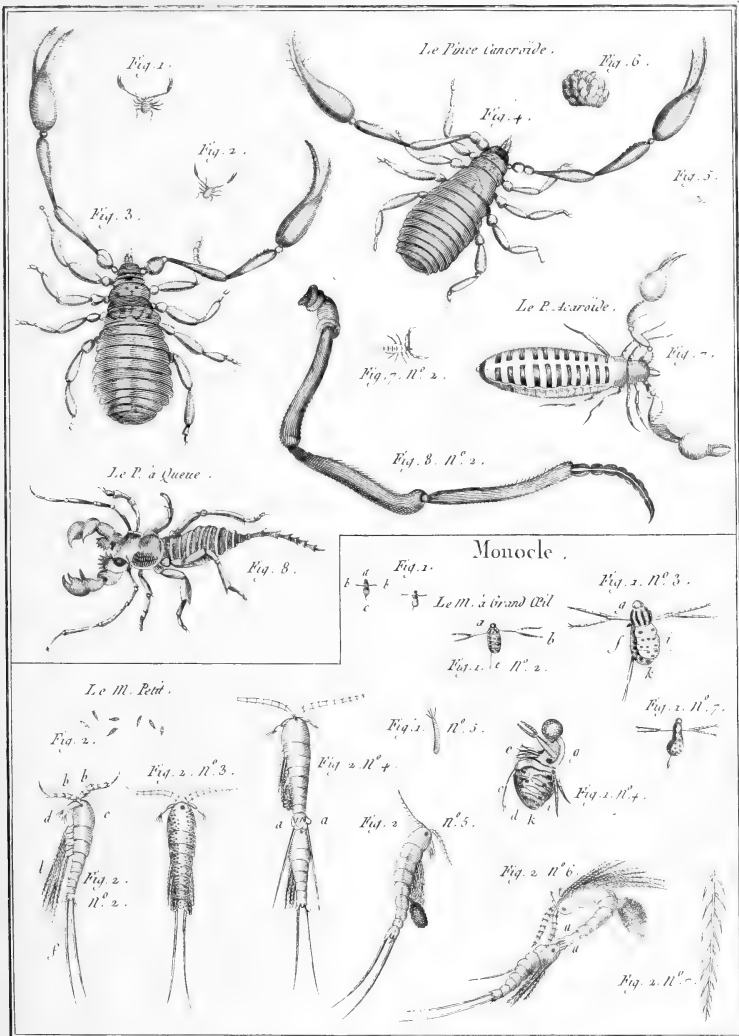 Le Pince Cancroïde.
Fig. 1.
Fig. 6.
Fig. 4.
Fig. 2.
Fig. 5.
Fig. 3.
Le P. Acaroïde.
Fig. 7.
Fig. 7. N.º 2.
Fig. 8. N.º 2.
Le P. à Queue.
Fig. 8.
Monocle.
a
b b
c
Fig. 1.
Le M. à Grand Œil
a
b
c
Fig. 1. N.º 2.
Fig. 1. N.º 3.
a
f i
k
Le M. Petit.
Fig. 2.
Fig. 1. n.º 5.
Fig. 1. N.º 7.
e g
c
d k
Fig. 1. n.º 4.
b b
d c
l
f
Fig. 2.
N.º 2.
Fig. 2. N.º 3.
Fig. 2. N.º 4.
a a
Fig. 2 N.º 5.
Fig. 2 N.º 6.
a
a
Fig. 2. N.º 7.